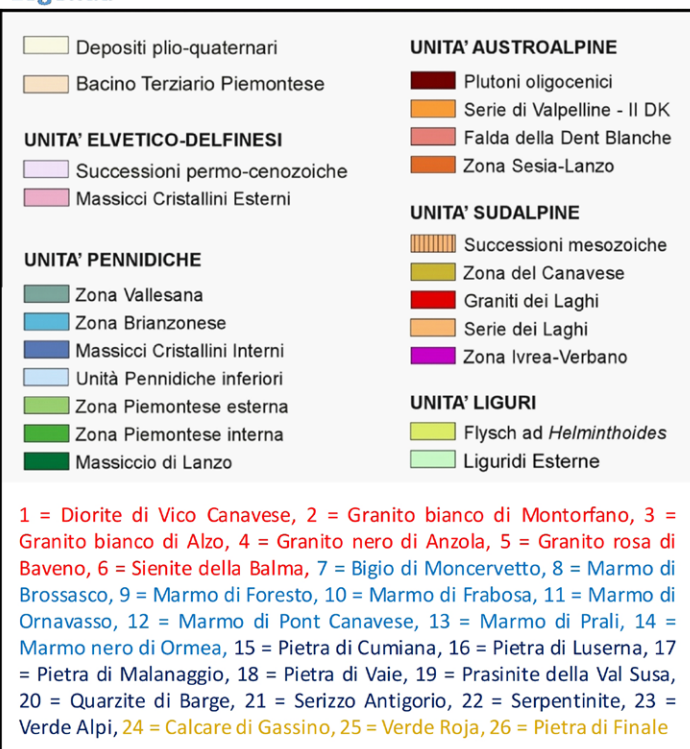 Depositi plio-quaternari
Bacino Terziario Piemontese
UNITA' ELVETICO-DELFINESI
Successioni permo-cenozoiche
Massicci Cristallini Esterni
UNITA' PENNIDICHE
Zona Vallesana
Zona Brianzonese
Massicci Cristallini Interni
Unità Pennidiche inferiori
Zona Piemontese esterna
Zona Piemontese interna
Massiccio di Lanzo
UNITA' AUSTROALPINE
Plutoni oligocenici
Serie di Valpelline - II DK
Falda della Dent Blanche
Zona Sesia-Lanzo
UNITA' SUDALPINE
Successioni mesozoiche
Zona del Canavese
Graniti dei Laghi
Serie dei Laghi
Zona Ivrea-Verbano
UNITA' LIGURI
Flysch ad Helminthoides
Liguridi Esterne
1 = Diorite di Vico Canavese, 2 = Granito bianco di Montorfano, 3 =
Granito bianco di Alzo, 4 = Granito nero di Anzola, 5 = Granito rosa di
Baveno, 6 = Sienite della Balma, 7 = Bigio di Moncervetto, 8 = Marmo di
Brossasco, 9 = Marmo di Foresto, 10 = Marmo di Frabosa, 11 = Marmo di
Ornavasso, 12 = Marmo di Pont Canavese, 13 = Marmo di Prali, 14 =
Marmo nero di Ormea, 15 = Pietra di Cumiana, 16 = Pietra di Luserna, 17
= Pietra di Malanaggio, 18 = Pietra di Vaie, 19 = Prasinite della Val Susa,
20 = Quarzite di Barge, 21 = Serizzo Antigorio, 22 = Serpentinite, 23 =
Verde Alpi, 24 = Calcare di Gassino, 25 = Verde Roja, 26 = Pietra di Finale